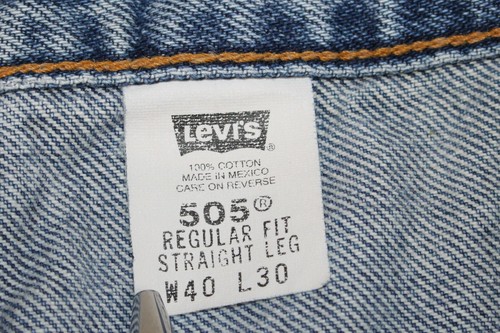 Levi's®
100% COTTON
MADE IN MEXICO
CARE ON REVERSE
505®
REGULAR FIT
STRAIGHT LEG
W40 L30